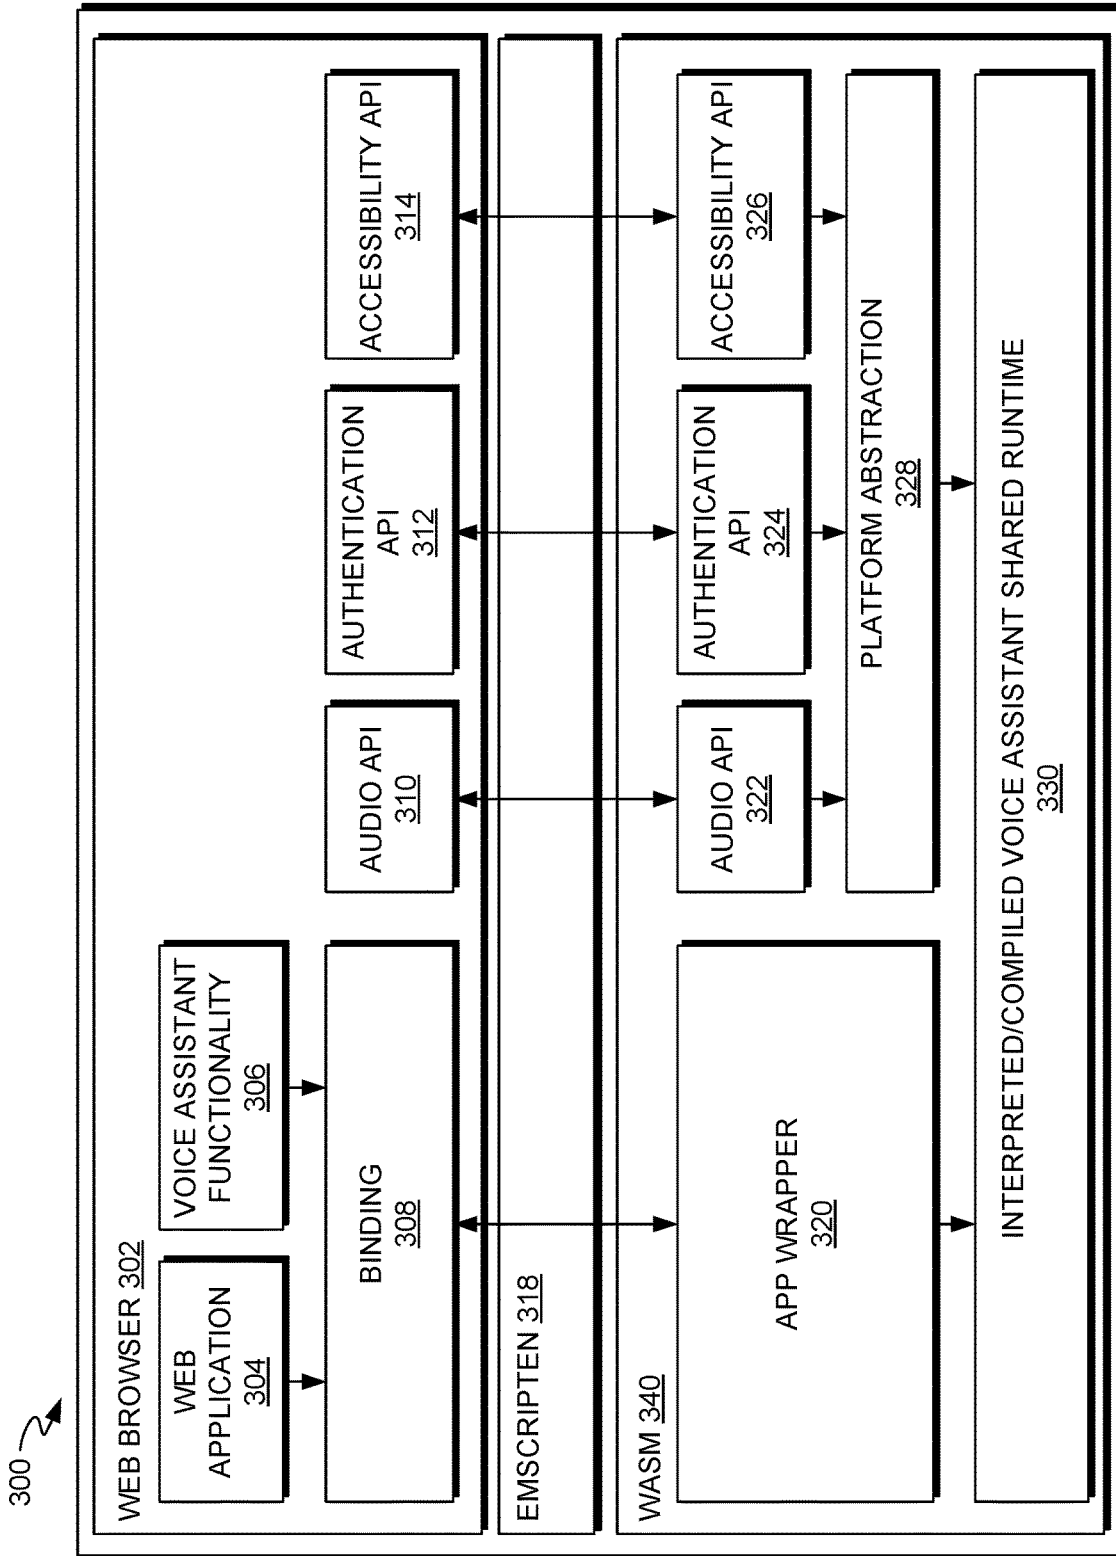 300
WEB BROWSER 302
WEB
APPLICATION
304
VOICE ASSISTANT
FUNCTIONALITY
306
BINDING
308
AUDIO API
310
AUTHENTICATION
API
312
ACCESSIBILITY API
314
EMSCRIPTEN 318
WASM 340
APP WRAPPER
320
AUDIO API
322
AUTHENTICATION
API
324
ACCESSIBILITY API
326
PLATFORM ABSTRACTION
328
INTERPRETED/COMPILED VOICE ASSISTANT SHARED RUNTIME
330